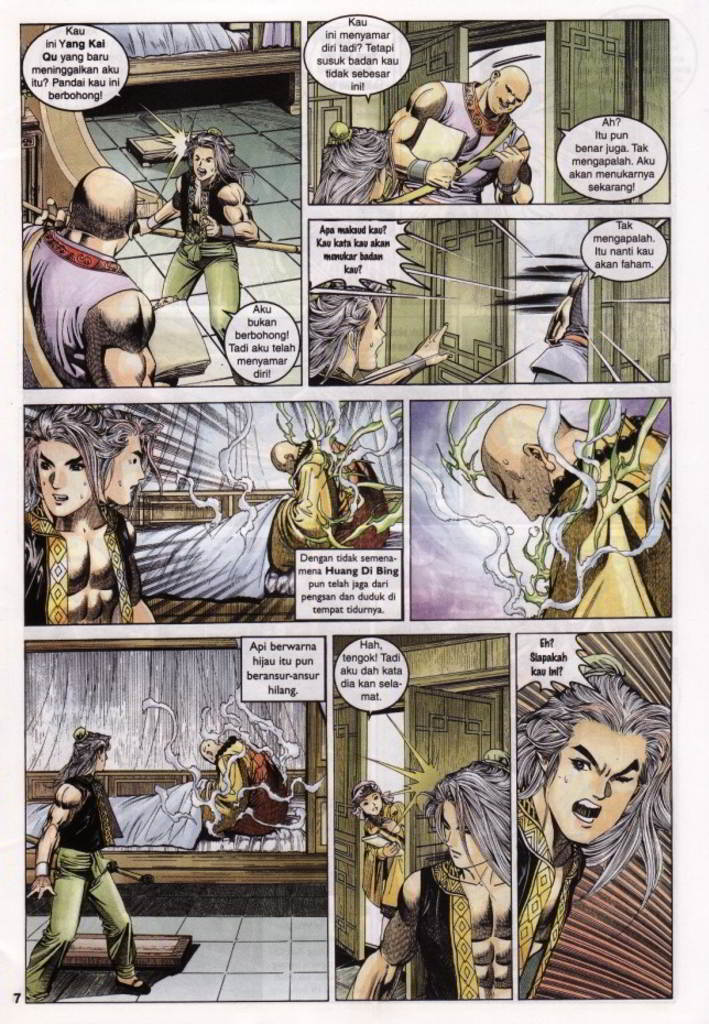 Kau
ini Yang Kai
Qu yang baru
meninggalkan aku
itu? Pandai kau ini
berbohong!
Aku
bukan
berbohong!
Tadi aku telah
menyamar
diri!
Kau
ini menyamar
diri tadi? Tetapi
susuk badan kau
tidak sebesar
ini!
Ah?
Itu pun
benar juga. Tak
mengapalah. Aku
akan menukarnya
sekarang!
Apa maksud kau?
Kau kata kau akan
menukar badan
kau?
Tak
mengapalah.
Nanti kau
akan faham.
Dengan tidak semena-
mena Huang Di Bing
pun telah jaga dari
pengsan dan duduk di
tempat tidurnya.
Api berwarna
hijau itu pun
beransur-ansur
hilang.
Hah,
tengok! Tadi
aku dah kata
dia kan sela-
mat.
Eh?
Siapakah
kau ini?
7